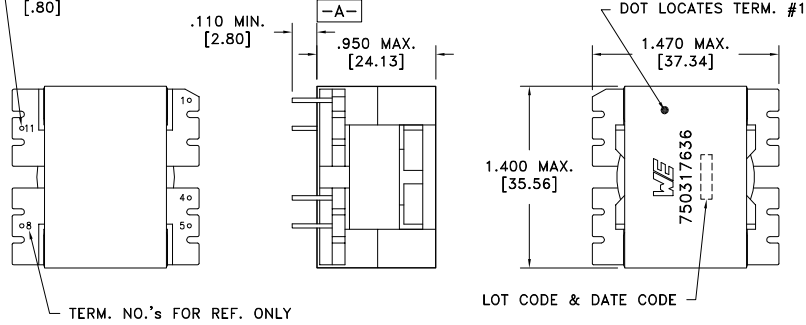 [.80]
.110 MIN.
[2.80]
-A-
.950 MAX.
[24.13]
DOT LOCATES TERM. #1
1.470 MAX.
[37.34]
1
11
4
8
5
1.400 MAX.
[35.56]
WE
750317636
LOT CODE & DATE CODE
TERM. NO.'s FOR REF. ONLY